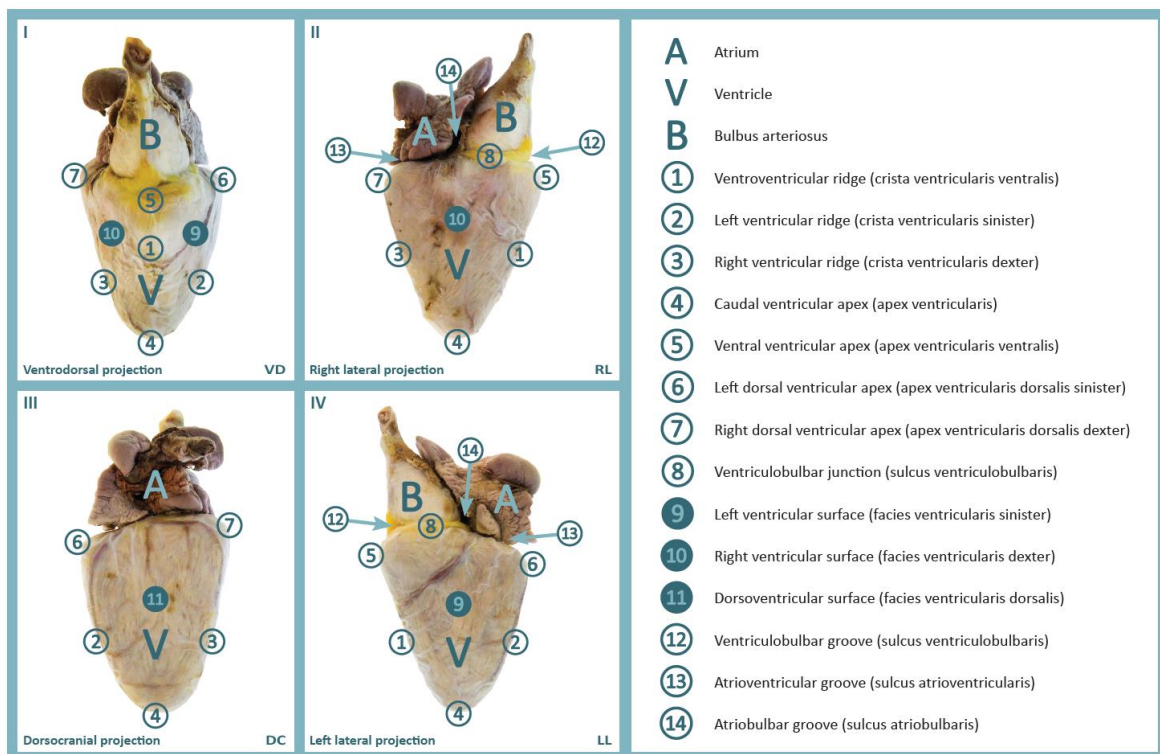 I
B
7
6
5
10
9
1
3
2
V
4
Ventrodorsal projection VD
II
14
B
A
13
12
8
7
5
10
3
1
V
4
Right lateral projection RL
III
A
7
6
11
2
3
V
4
Dorsocranial projection DC
IV
14
B
A
12
8
13
5
6
9
1
2
V
4
Left lateral projection LL
A Atrium
V Ventricle
B Bulbus arteriosus
1 Ventroventricular ridge (crista ventricularis ventralis)
2 Left ventricular ridge (crista ventricularis sinister)
3 Right ventricular ridge (crista ventricularis dexter)
4 Caudal ventricular apex (apex ventricularis)
5 Ventral ventricular apex (apex ventricularis ventralis)
6 Left dorsal ventricular apex (apex ventricularis dorsalis sinister)
7 Right dorsal ventricular apex (apex ventricularis dorsalis dexter)
8 Ventriculobulbar junction (sulcus ventriculobulbaris)
9 Left ventricular surface (facies ventricularis sinister)
10 Right ventricular surface (facies ventricularis dexter)
11 Dorsoventricular surface (facies ventricularis dorsalis)
12 Ventriculobulbar groove (sulcus ventriculobulbaris)
13 Atrioventricular groove (sulcus atrioventricularis)
14 Atriobulbar groove (sulcus atriobulbaris)